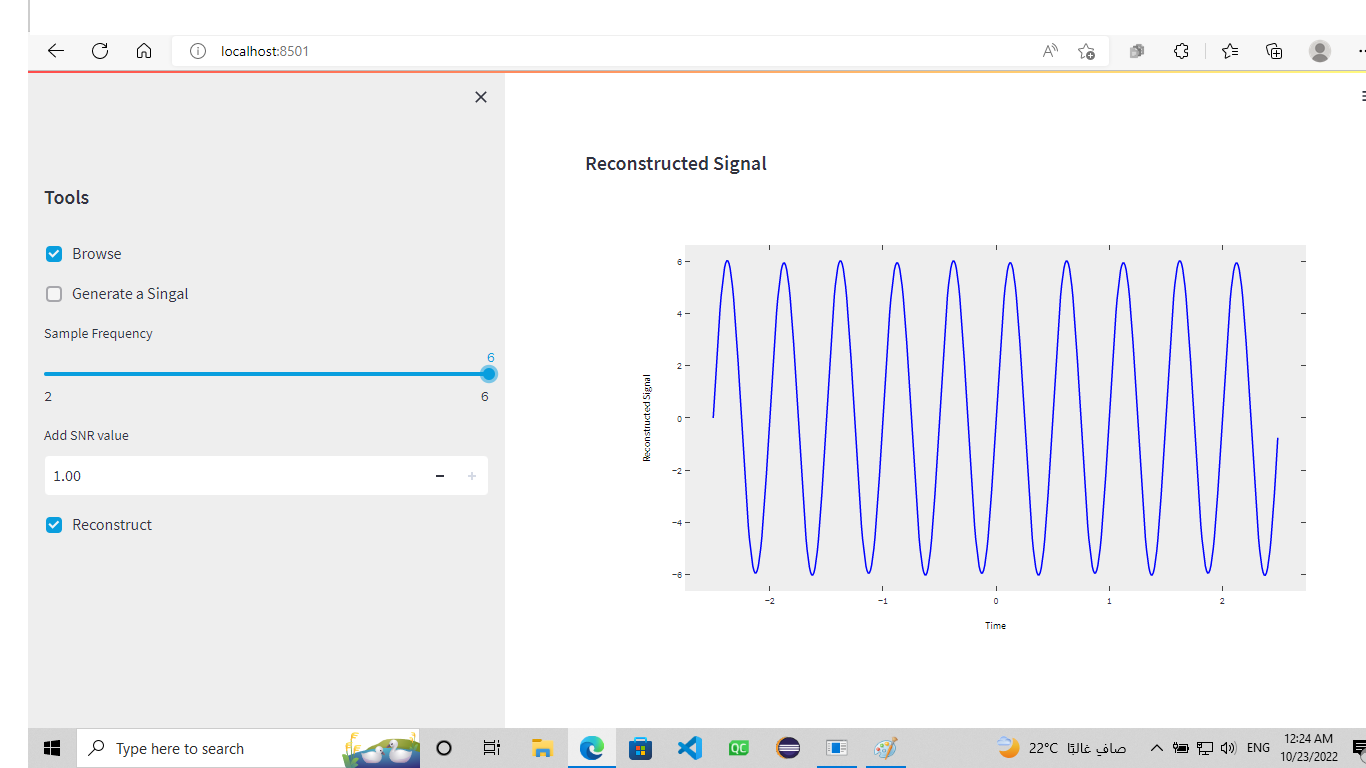 localhost:8501
Reconstructed Signal
Tools
Browse
Generate a Singal
Sample Frequency
6
2
6
Add SNR value
1.00
Reconstruct
Reconstructed Signal
6
4
2
0
−2
−4
−6
−2
−1
0
1
2
Time
Type here to search
QC
22°C صافٍ غالبًا
ENG
12:24 AM
10/23/2022